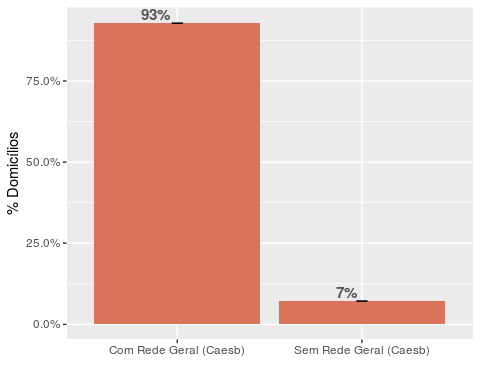 93%
7%
% Domicílios
75.0%
50.0%
25.0%
0.0%
Com Rede Geral (Caesb)
Sem Rede Geral (Caesb)